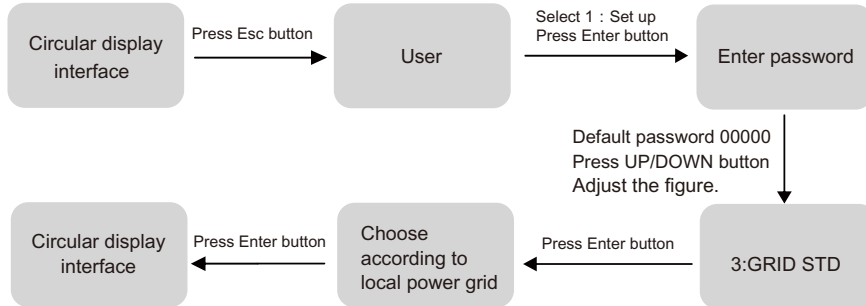 Circular display
interface
Press Esc button
User
Select 1 : Set up
Press Enter button
Enter password
Default password 00000
Press UP/DOWN button
Adjust the figure.
3:GRID STD
Press Enter button
Choose
according to
local power grid
Press Enter button
Circular display
interface